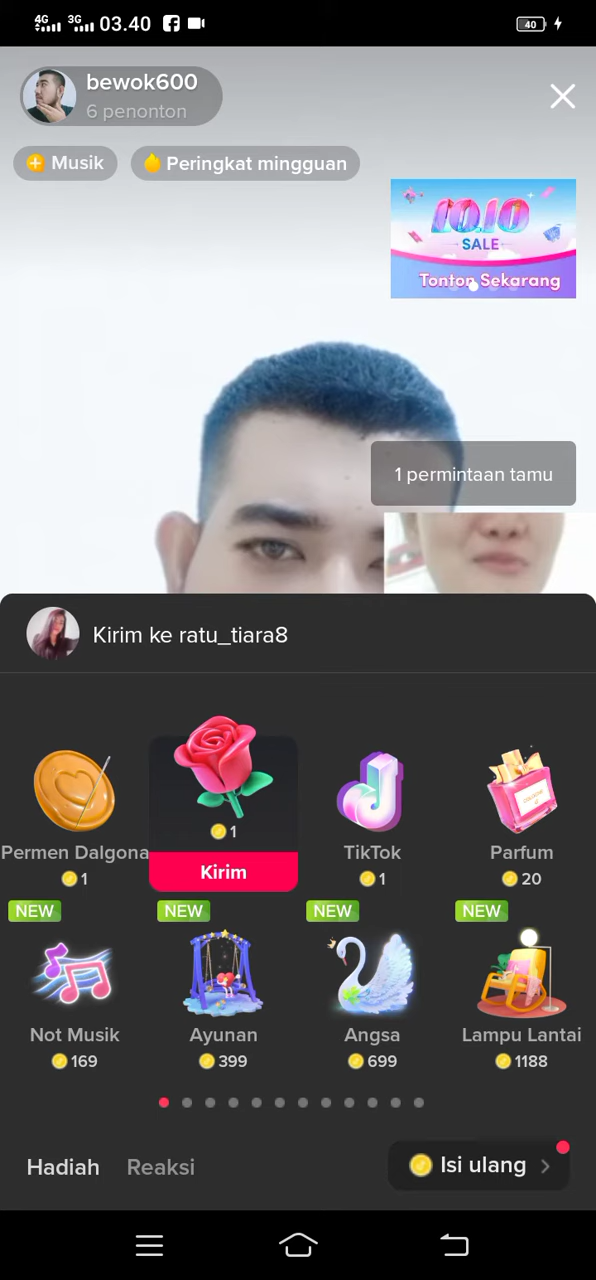 4G 3G 03.40 40
bewok600
6 penonton
Musik Peringkat mingguan
10.10
SALE
Tonton Sekarang
1 permintaan tamu
Kirim ke ratu_tiara8
1
Permen Dalgona Kirim TikTok Parfum
1 1 20
NEW NEW NEW NEW
Not Musik Ayunan Angsa Lampu Lantai
169 399 699 1188
Hadiah Reaksi Isi ulang